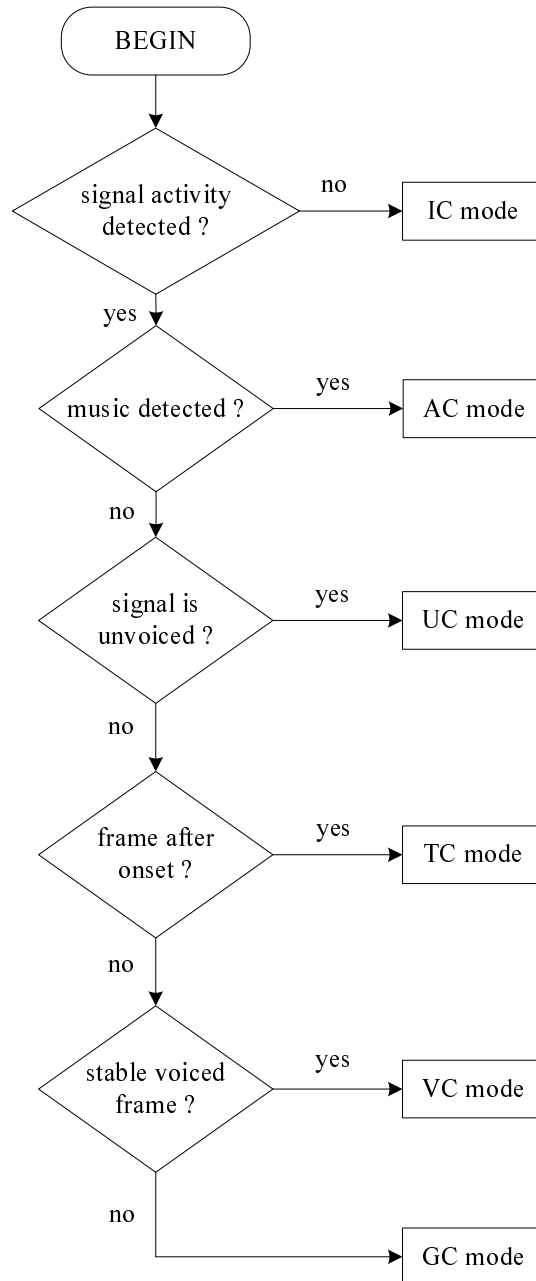 BEGIN
signal activity
detected ?
no
IC mode
yes
music detected ?
yes
AC mode
no
signal is
unvoiced ?
yes
UC mode
no
frame after
onset ?
yes
TC mode
no
stable voiced
frame ?
yes
VC mode
no
GC mode